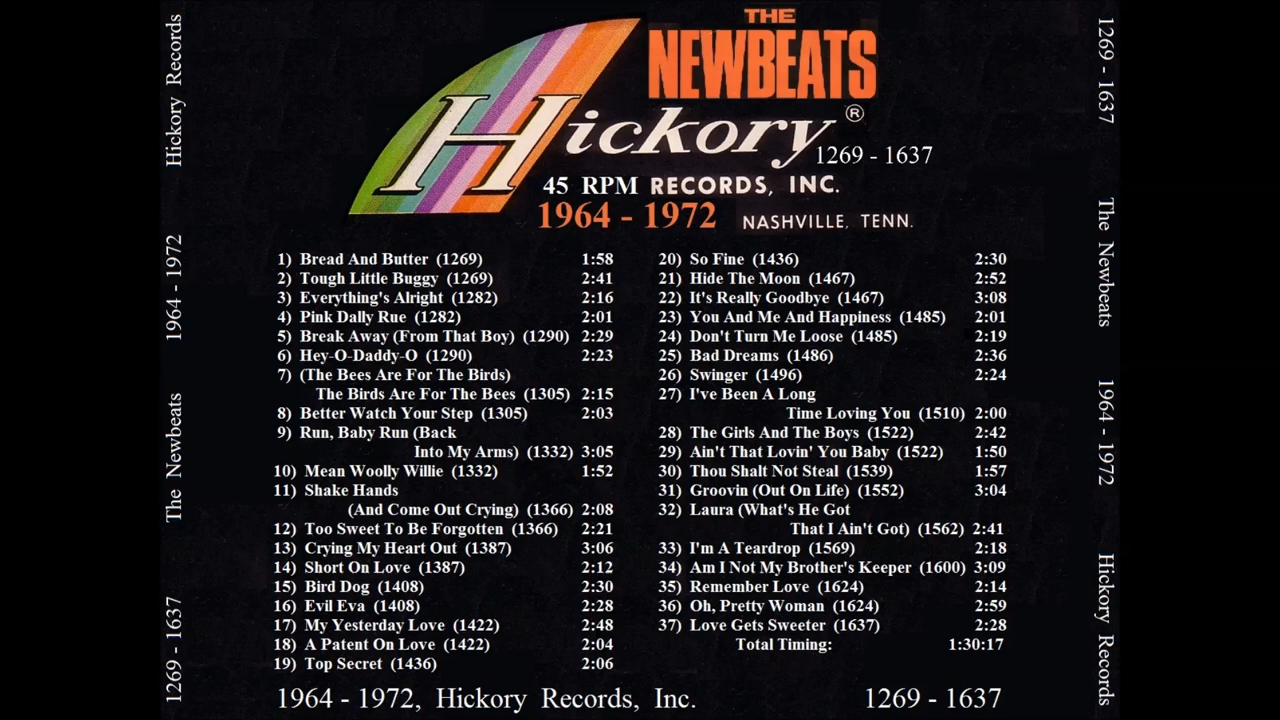 THE
NEWBEATS
Hickory ®
1269 - 1637
45 RPM RECORDS, INC.
1964 - 1972 NASHVILLE, TENN.
Hickory Records
1964 - 1972
The Newbeats
1269 - 1637
1) Bread And Butter (1269) 1:58
2) Tough Little Buggy (1269) 2:41
3) Everything's Alright (1282) 2:16
4) Pink Dally Rue (1282) 2:01
5) Break Away (From That Boy) (1290) 2:29
6) Hey-O-Daddy-O (1290) 2:23
7) (The Bees Are For The Birds)
The Birds Are For The Bees (1305) 2:15
8) Better Watch Your Step (1305) 2:03
9) Run, Baby Run (Back
Into My Arms) (1332) 3:05
10) Mean Woolly Willie (1332) 1:52
11) Shake Hands
(And Come Out Crying) (1366) 2:08
12) Too Sweet To Be Forgotten (1366) 2:21
13) Crying My Heart Out (1387) 3:06
14) Short On Love (1387) 2:12
15) Bird Dog (1408) 2:30
16) Evil Eva (1408) 2:28
17) My Yesterday Love (1422) 2:48
18) A Patent On Love (1422) 2:04
19) Top Secret (1436) 2:06
20) So Fine (1436) 2:30
21) Hide The Moon (1467) 2:52
22) It's Really Goodbye (1467) 3:08
23) You And Me And Happiness (1485) 2:01
24) Don't Turn Me Loose (1485) 2:19
25) Bad Dreams (1486) 2:36
26) Swinger (1496) 2:24
27) I've Been A Long
Time Loving You (1510) 2:00
28) The Girls And The Boys (1522) 2:42
29) Ain't That Lovin' You Baby (1522) 1:50
30) Thou Shalt Not Steal (1539) 1:57
31) Groovin (Out On Life) (1552) 3:04
32) Laura (What's He Got
That I Ain't Got) (1562) 2:41
33) I'm A Teardrop (1569) 2:18
34) Am I Not My Brother's Keeper (1600) 3:09
35) Remember Love (1624) 2:14
36) Oh, Pretty Woman (1624) 2:59
37) Love Gets Sweeter (1637) 2:28
Total Timing: 1:30:17
1964 - 1972, Hickory Records, Inc. 1269 - 1637
1269 - 1637
The Newbeats
1964 - 1972
Hickory Records